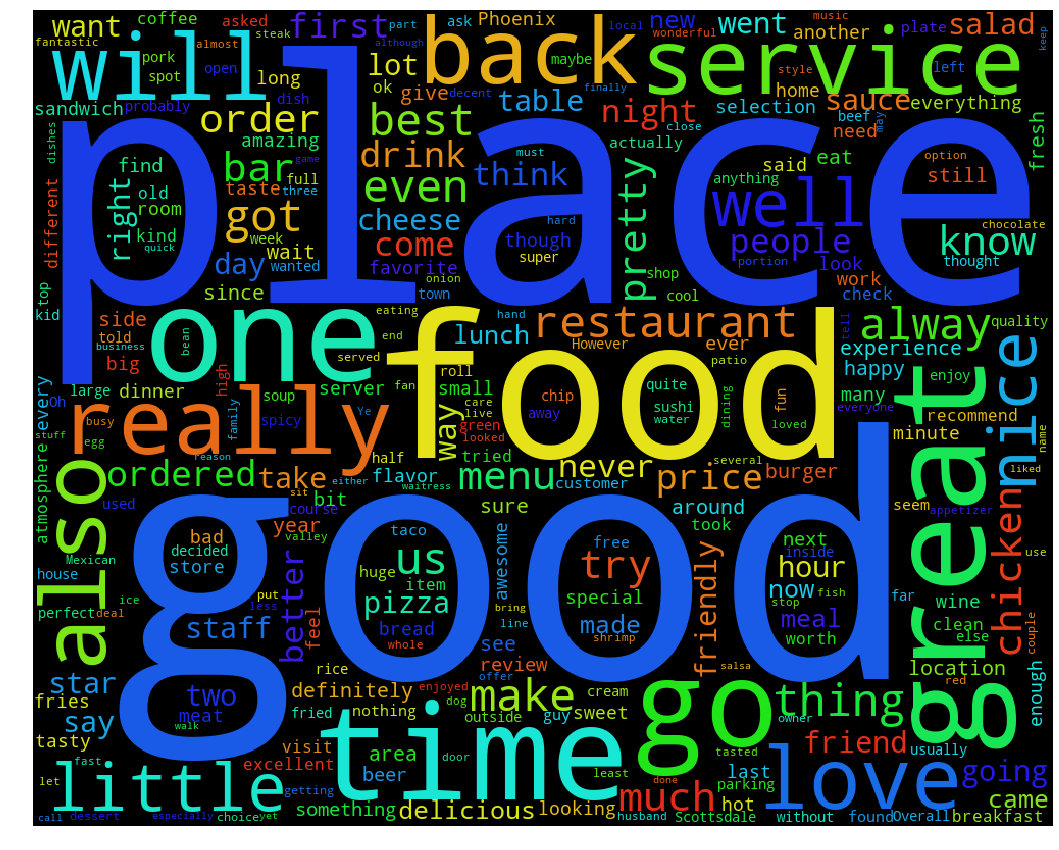 want
coffee
asked
first
part
ask
Phoenix
local
new
music
went
another
plate
salad
fantastic
almost
steak
although
maybe
wonderful
keep
will
pork
spot
open
long
lot
ok
back
service
finally
style
left
home
sandwich
probably
dish
give
decent
table
night
selection
sauce
everything
order
amazing
best
close
actually
beef
need
may
fresh
dishes
find
bar
game
full
drink
must
said
eat
option
still
old
taste
three
even
think
anything
well
different
right
room
got
cheese
hard
pretty
people
chocolate
kind
quick
week
wait
come
though
super
portion
look
know
thought
day
wanted
favorite
onion
shop
work
place
top
kid
since
town
cool
check
side
told
business
one
bean
eating
end
lunch
hand
restaurant
However
ever
tell
alway
quality
big
served
patio
experience
large
dinner
high
soup
server
fan
roll
small
food
quite
sushi
water
chip
away
dining
fun
loved
happy
enjoy
nice
every
Oh
busy
stuff
egg
really
family
spicy
Ye
care
live
green
looked
way
tried
many
everyone
recommend
name
minute
reason
half
either
flavor
waitress
menu
never
customer
price
several
burger
liked
atmosphere
also
ordered
take
sit
course
bit
sure
around
took
seem
appetizer
great
chicken
used
year
valley
bad
decided
store
Mexican
house
taco
us
huge
item
awesome
free
try
next
inside
hour
use
perfect
deal
ice
put
less
better
feel
pizza
bring
line
special
now
fish
stop
far
wine
clean
else
couple
staff
good
bread
whole
see
made
shrimp
friendly
meal
worth
star
fries
two
meat
walk
rice
definitely
enjoyed
review
offer
dog
salsa
location
red
enough
say
fried
nothing
make
cream
outside
guy
sweet
go
thing
owner
tasty
visit
excellent
time
area
beer
door
tasted
friend
usually
fast
let
little
getting
least
done
last
parking
love
going
call
dessert
especially
choice
yet
something
delicious
looking
husband
much
Scottsdale
hot
without
found
Overall
came
breakfast